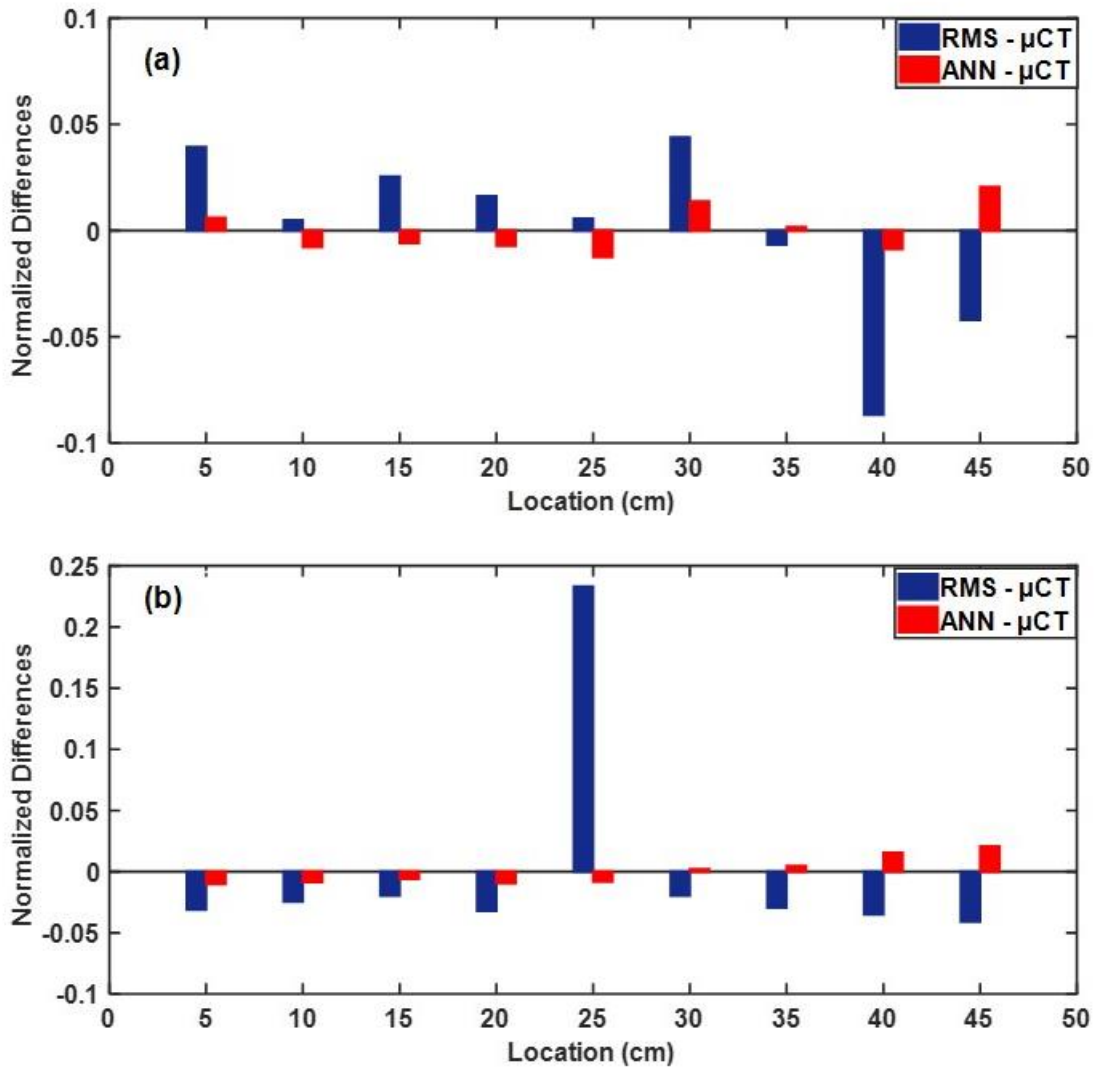 (a)
RMS - µCT
ANN - µCT
0.1
0.05
0
-0.05
-0.1
Normalized Differences
0 5 10 15 20 25 30 35 40 45 50
Location (cm)
(b)
RMS - µCT
ANN - µCT
0.25
0.2
0.15
0.1
0.05
0
-0.05
-0.1
Normalized Differences
0 5 10 15 20 25 30 35 40 45 50
Location (cm)